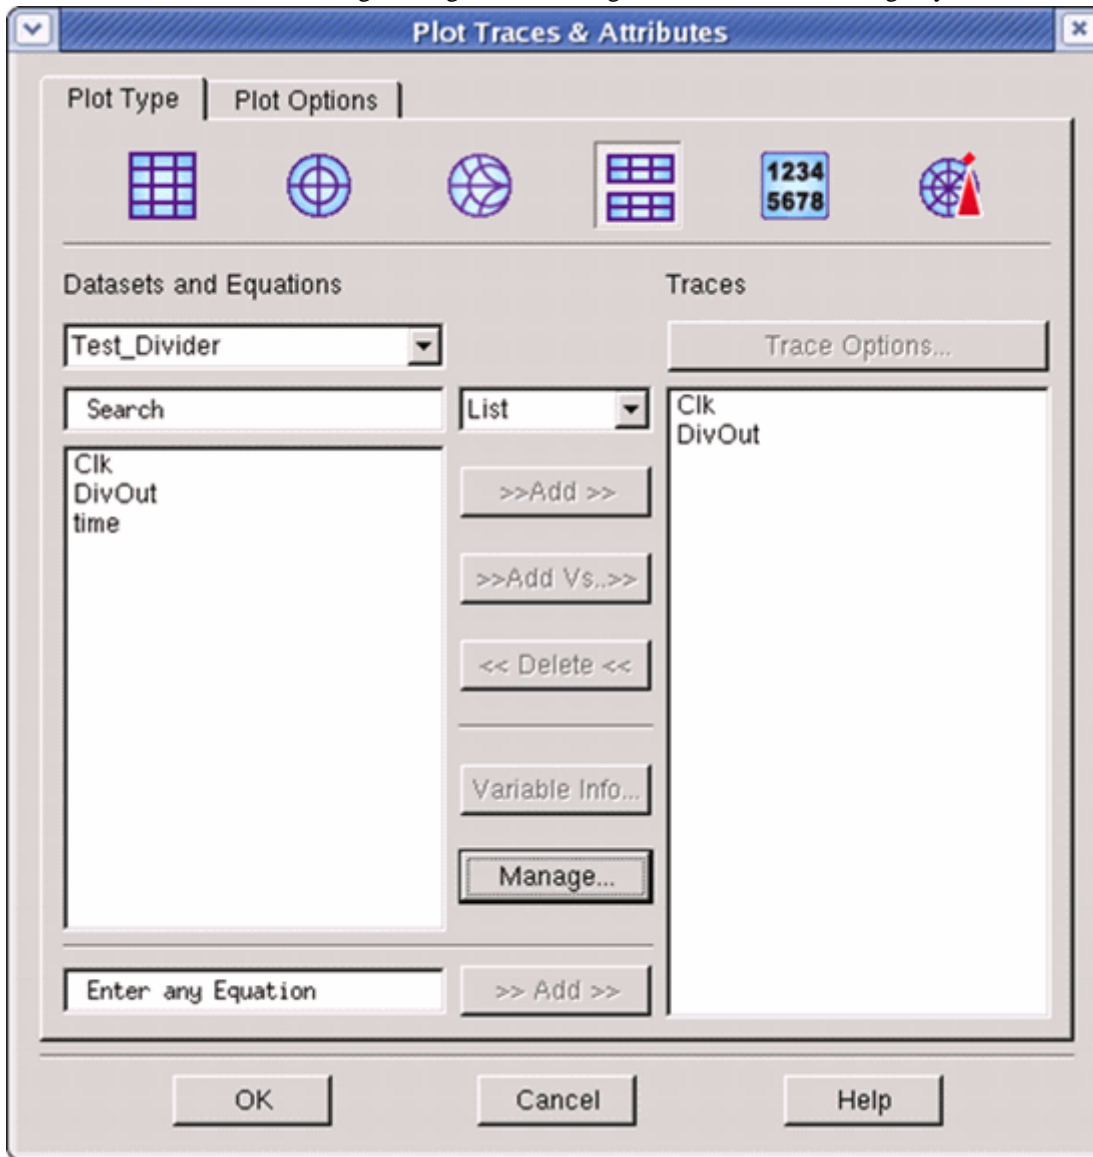 Plot Traces & Attributes
Plot Type
Plot Options
1234
5678
Datasets and Equations
Traces
Test_Divider
Trace Options...
Search
List
Clk
DivOut
time
Clk
DivOut
>>Add >>
>>Add Vs..>>
<< Delete <<
Variable Info...
Manage...
Enter any Equation
>> Add >>
OK
Cancel
Help